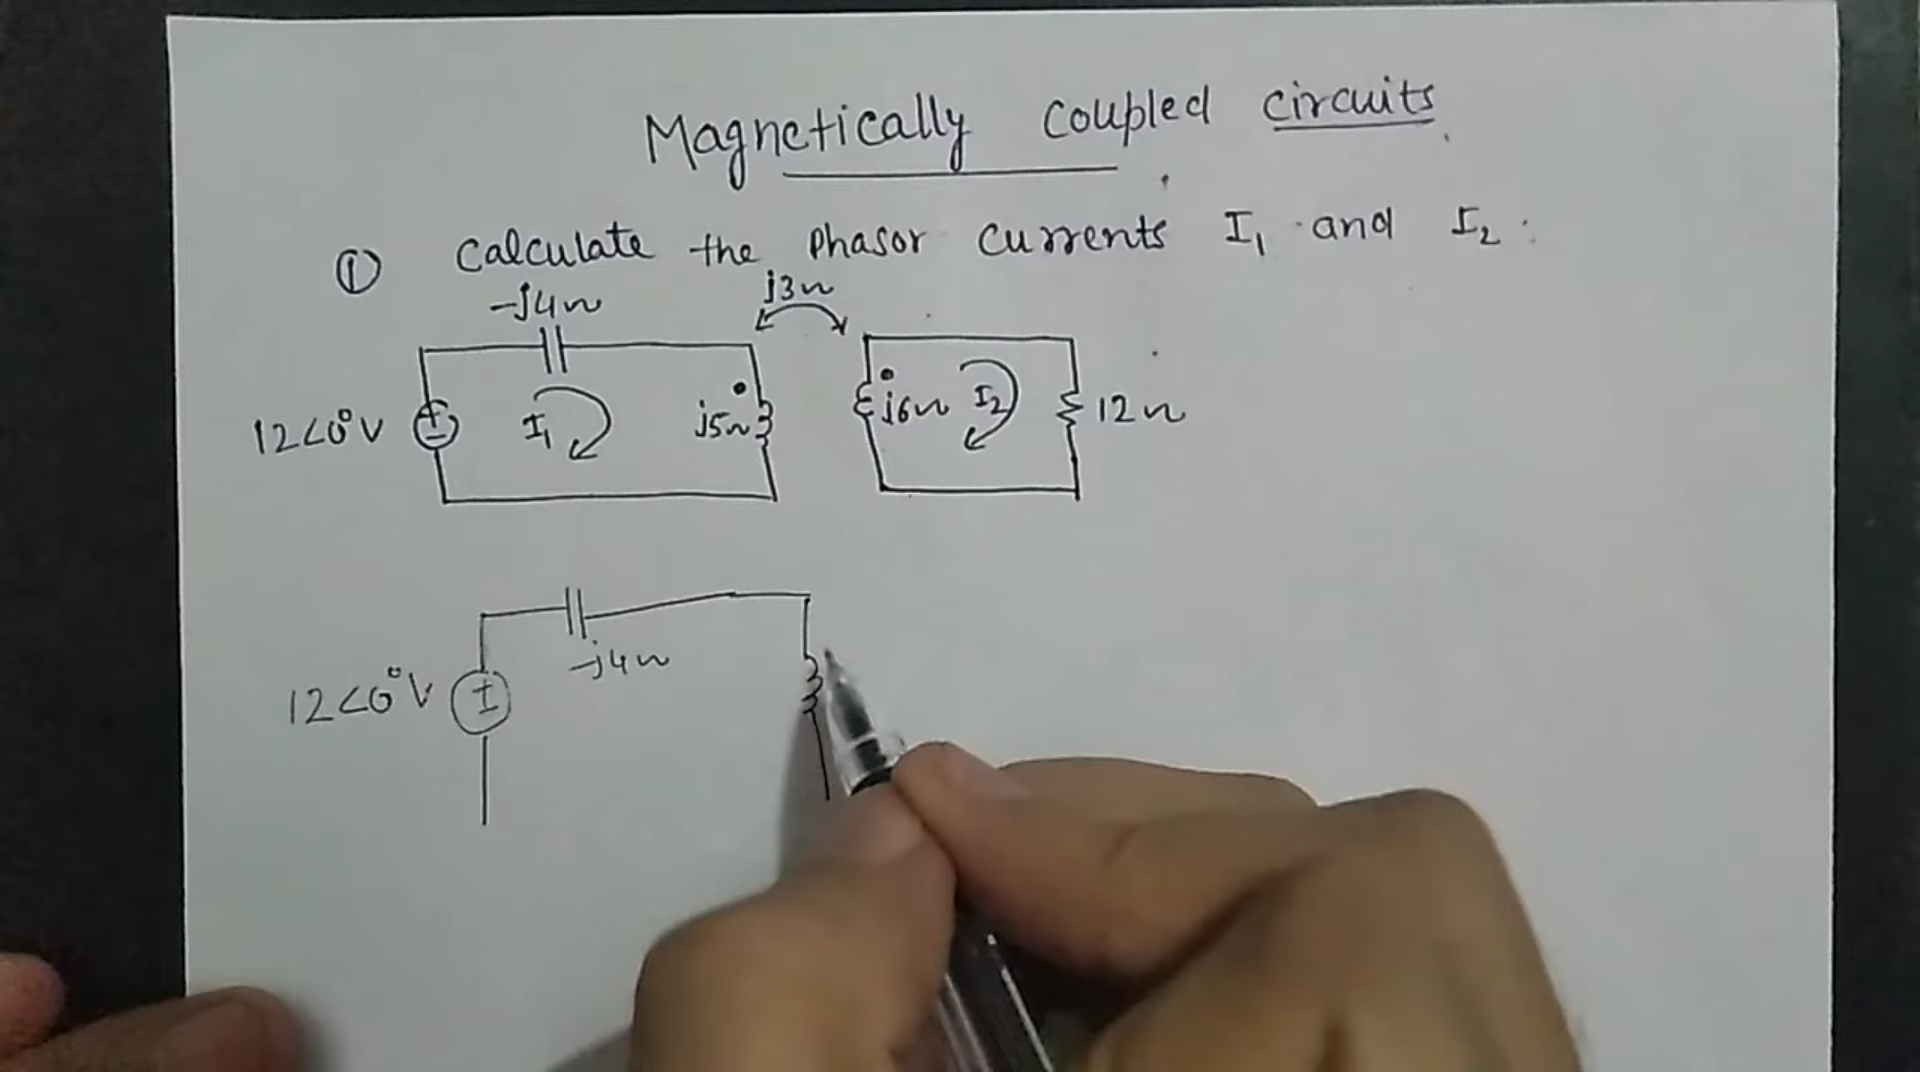 Magnetically coupled circuits
① Calculate the phasor currents I₁ and I₂:
-j4Ω
j3Ω
12∠0°V
+
-
I₁
j5Ω
j6Ω
I₂
12Ω
-j4Ω
12∠0°V